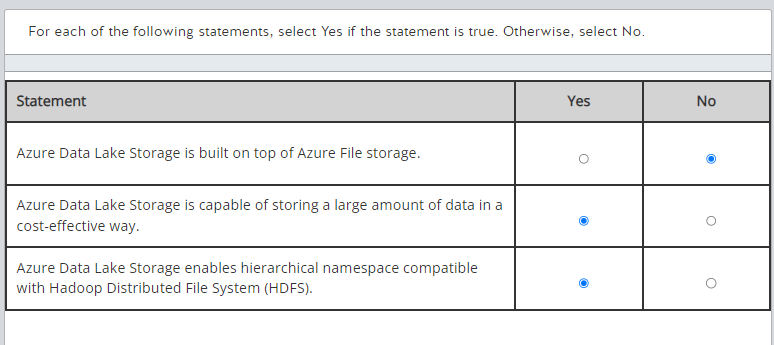 For each of the following statements, select Yes if the statement is true. Otherwise, select No.
Statement Yes No
Azure Data Lake Storage is built on top of Azure File storage.
Azure Data Lake Storage is capable of storing a large amount of data in a
cost-effective way.
Azure Data Lake Storage enables hierarchical namespace compatible
with Hadoop Distributed File System (HDFS).